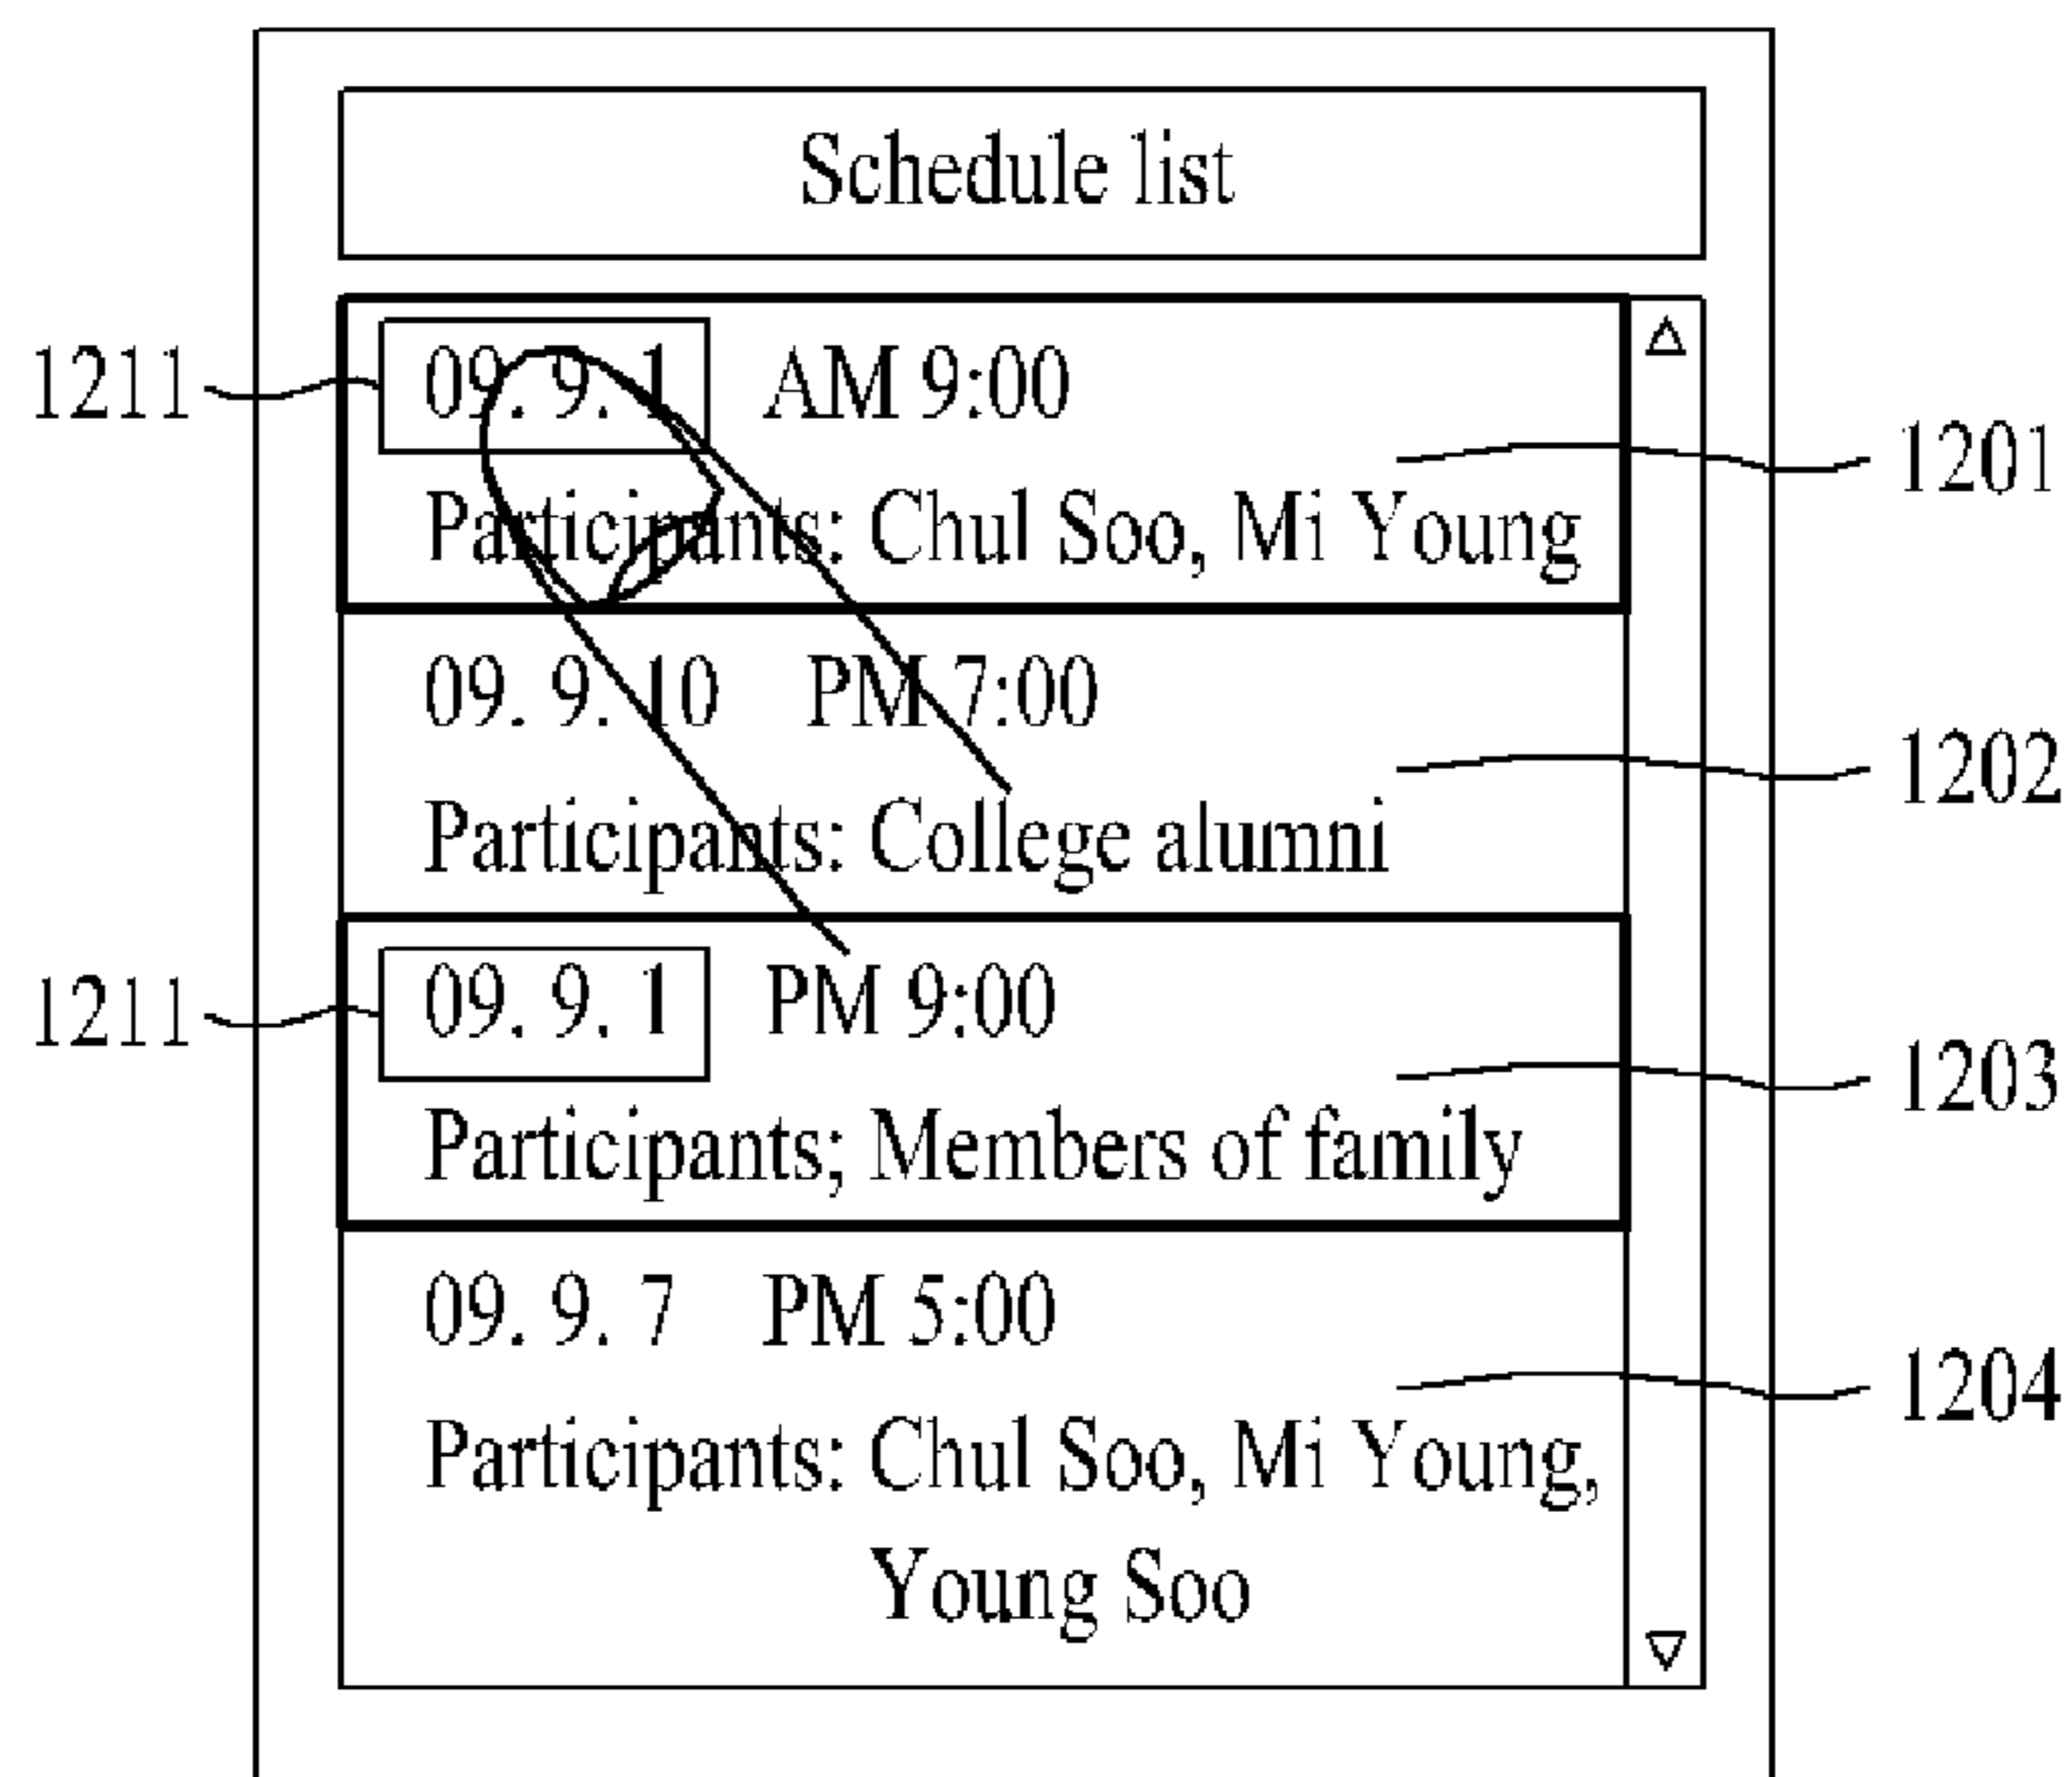 Schedule list
1211
09. 9. 1 AM 9:00
1201
Participants: Chul Soo, Mi Young
09. 9. 10 PM 7:00
1202
Participants: College alumni
1211
09. 9. 1 PM 9:00
1203
Participants; Members of family
09. 9. 7 PM 5:00
1204
Participants: Chul Soo, Mi Young,
Young Soo